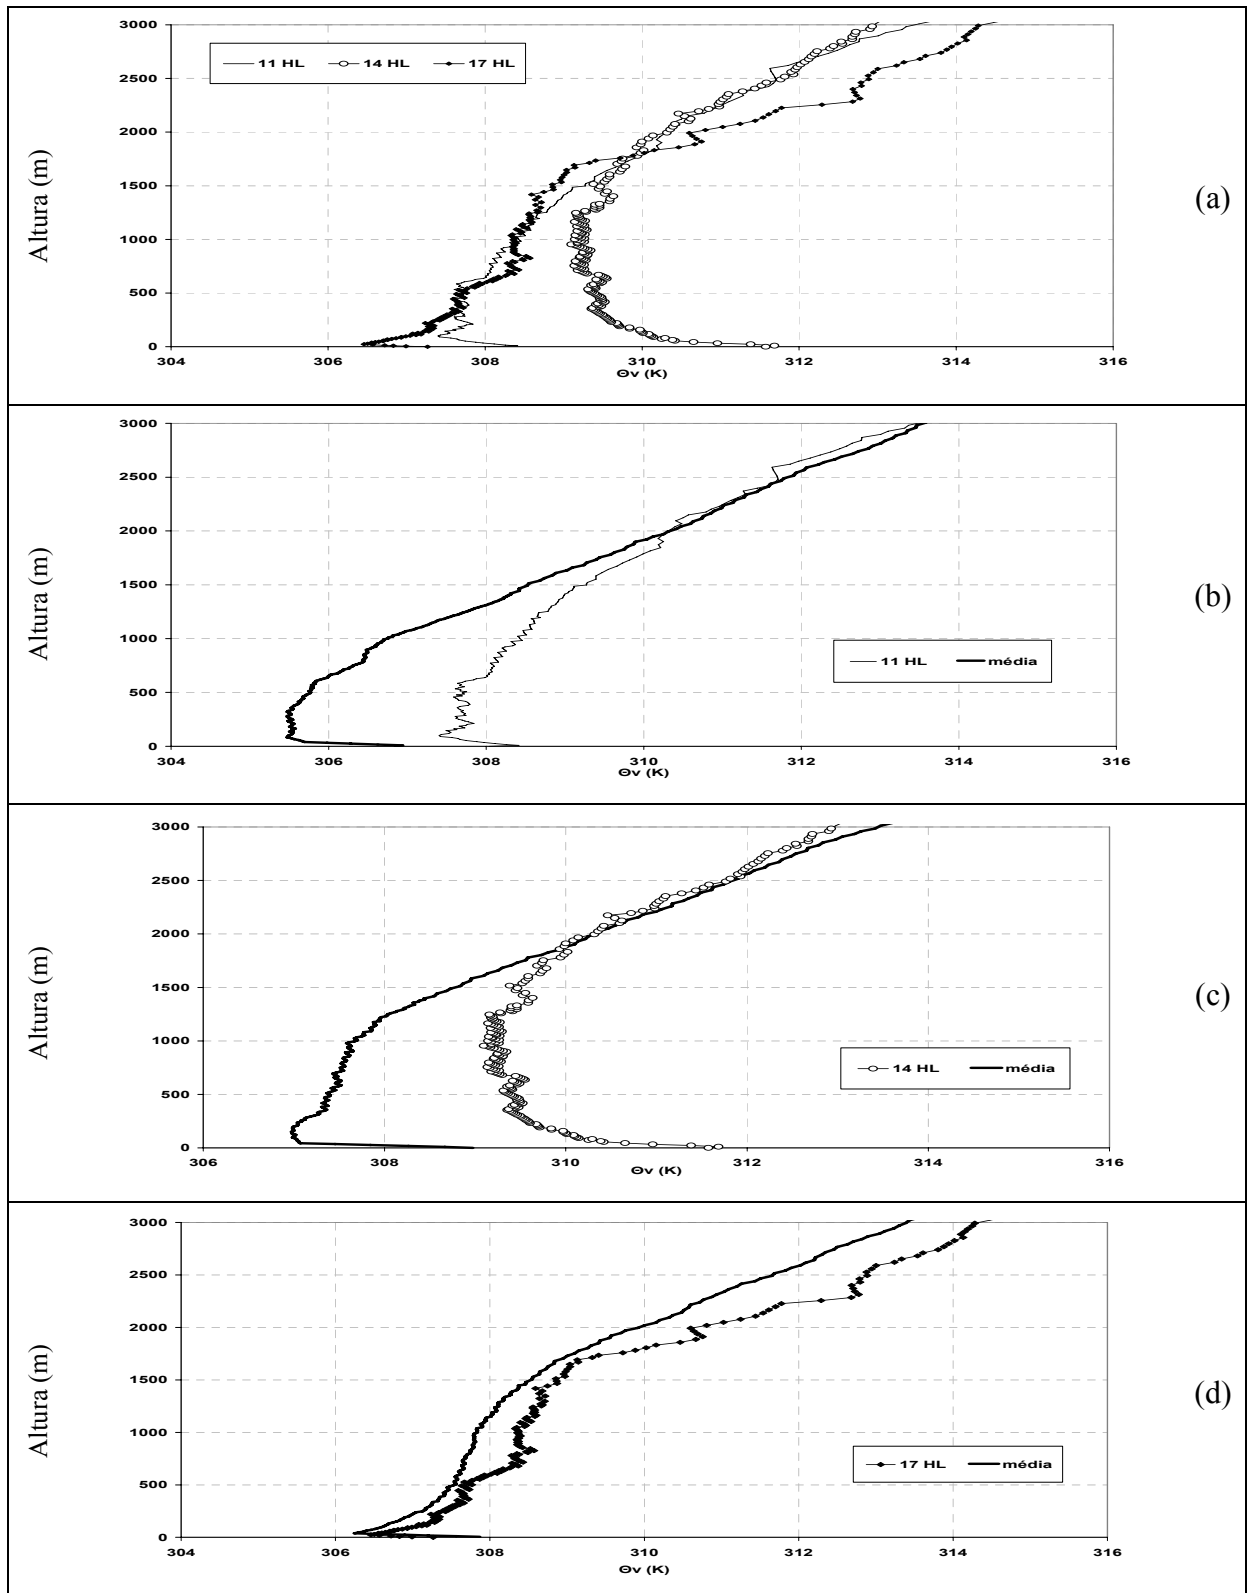 3000
2500
2000
1500
1000
500
0
Altura (m)
11 HL 14 HL 17 HL
(a)
304 306 308 310 312 314 316
Θv (K)
3000
2500
2000
1500
1000
500
0
Altura (m)
11 HL média
(b)
304 306 308 310 312 314 316
Θv (K)
3000
2500
2000
1500
1000
500
0
Altura (m)
14 HL média
(c)
306 308 310 312 314 316
Θv (K)
3000
2500
2000
1500
1000
500
0
Altura (m)
17 HL média
(d)
304 306 308 310 312 314 316
Θv (K)